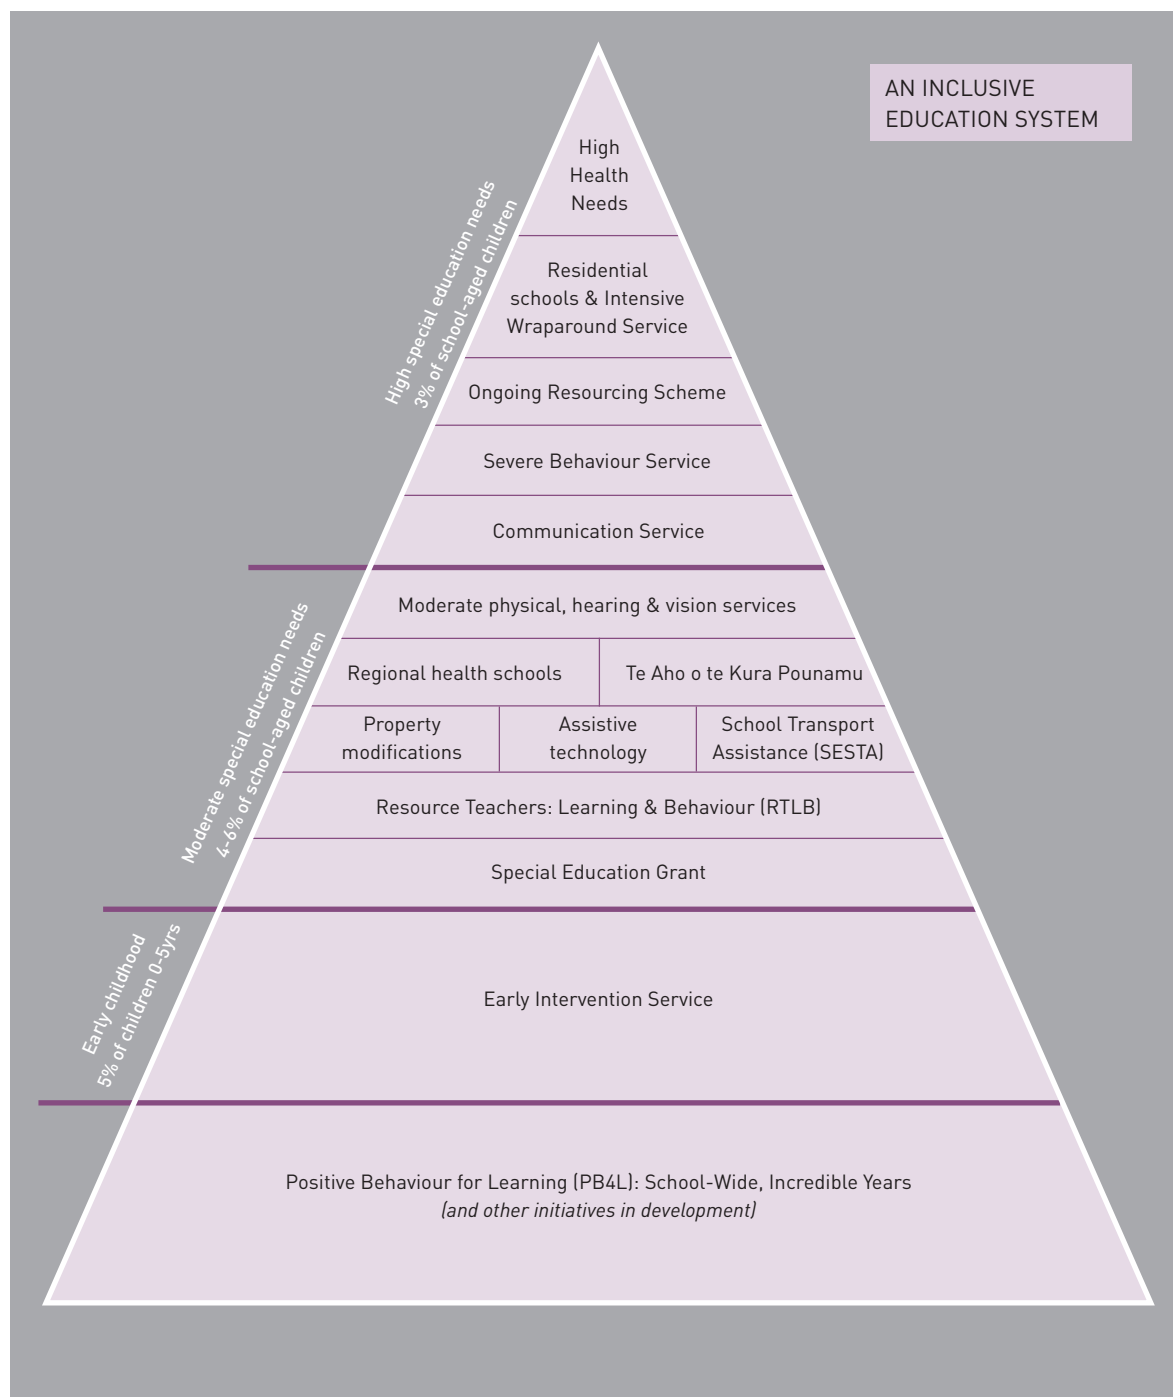 AN INCLUSIVE
EDUCATION SYSTEM
High
Health
Needs
High special education needs
3% of school-aged children
Residential
schools & Intensive
Wraparound Service
Ongoing Resourcing Scheme
Severe Behaviour Service
Communication Service
Moderate special education needs
4-6% of school-aged children
Moderate physical, hearing & vision services
Regional health schools
Te Aho o te Kura Pounamu
Property
modifications
Assistive
technology
School Transport
Assistance (SESTA)
Resource Teachers: Learning & Behaviour (RTLB)
Special Education Grant
Early childhood
5% of children 0-5yrs
Early Intervention Service
Positive Behaviour for Learning (PB4L): School-Wide, Incredible Years
(and other initiatives in development)